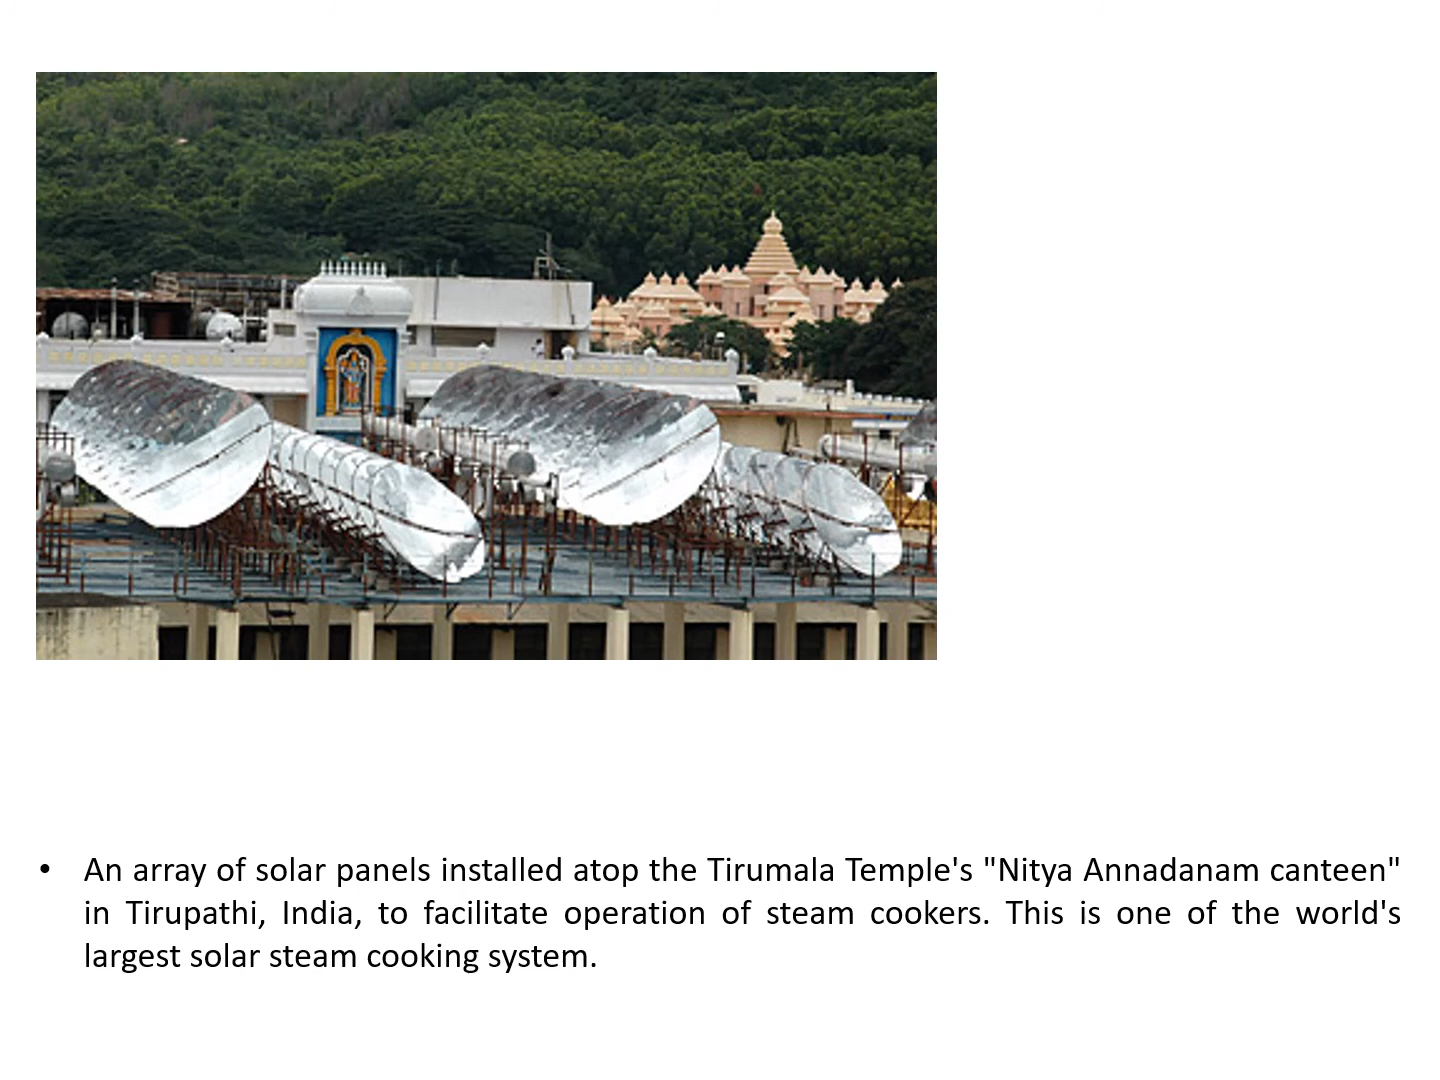 • An array of solar panels installed atop the Tirumala Temple's "Nitya Annadanam canteen"
in Tirupathi, India, to facilitate operation of steam cookers. This is one of the world's
largest solar steam cooking system.